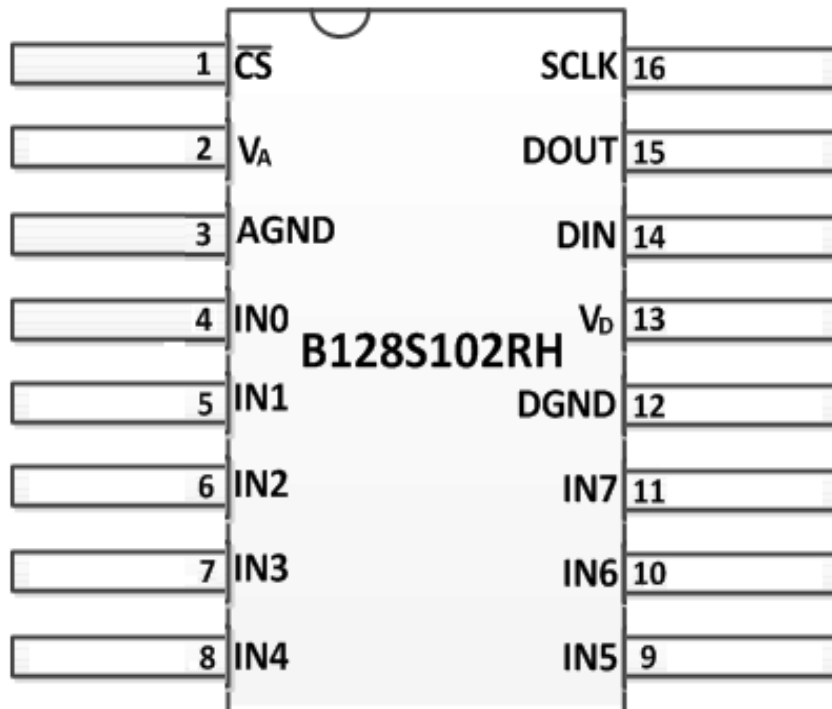 1 C̅S̅ SCLK 16
2 VA DOUT 15
3 AGND DIN 14
4 IN0 VD 13
B128S102RH
5 IN1 DGND 12
6 IN2 IN7 11
7 IN3 IN6 10
8 IN4 IN5 9